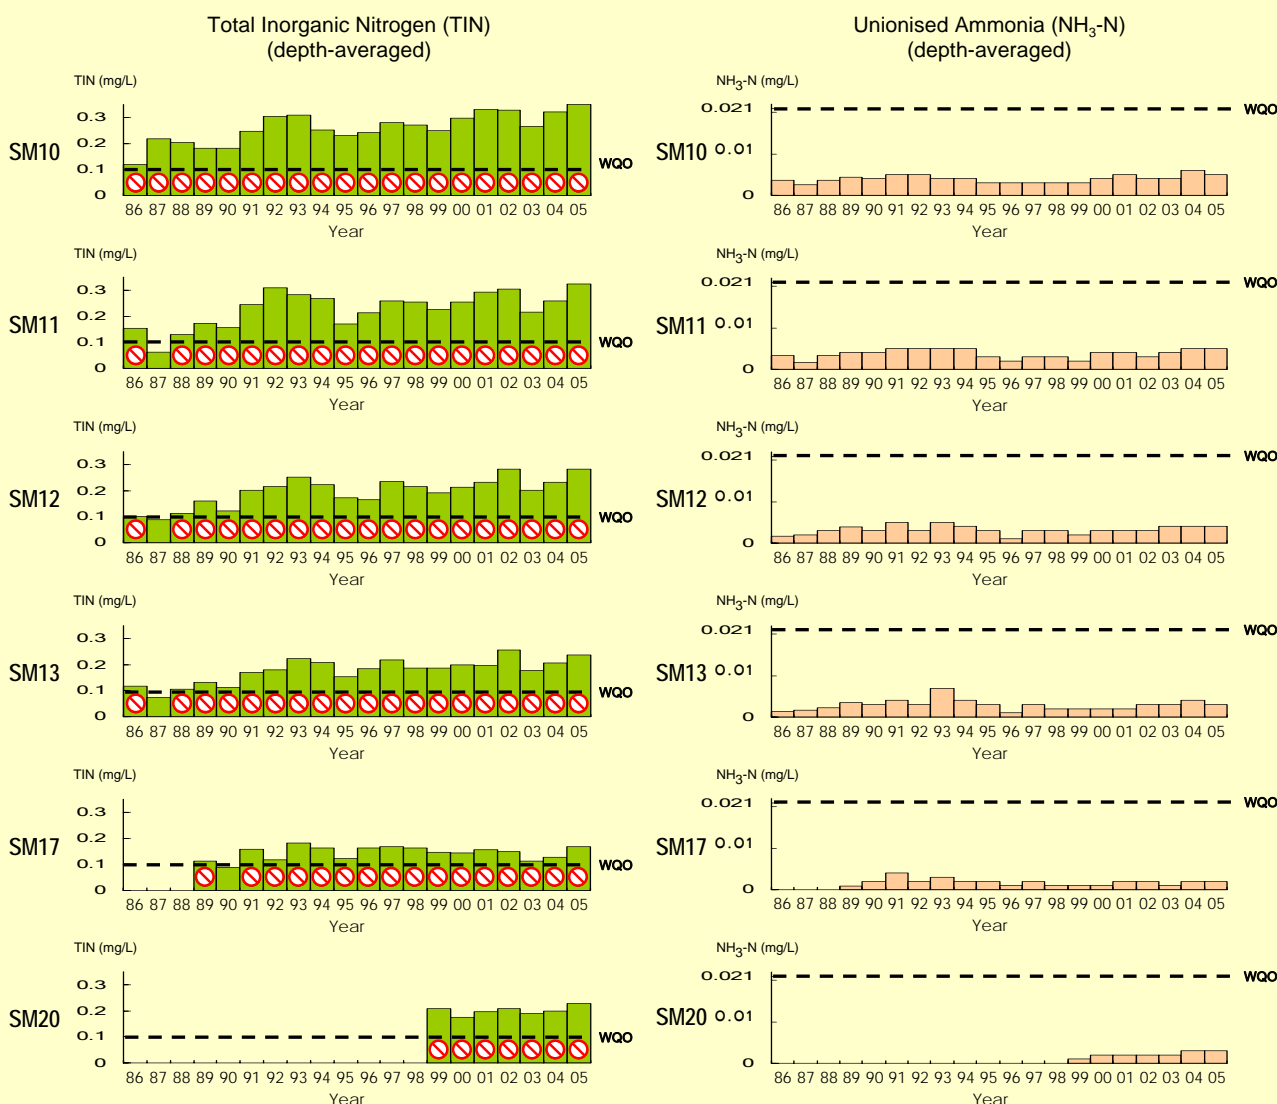 Total Inorganic Nitrogen (TIN)
(depth-averaged)
Unionised Ammonia (NH₃-N)
(depth-averaged)
TIN (mg/L)
0.3
0.2
0.1
0
SM10
WQO
86 87 88 89 90 91 92 93 94 95 96 97 98 99 00 01 02 03 04 05
Year
NH₃-N (mg/L)
0.021
0.01
0
SM10
WQO
86 87 88 89 90 91 92 93 94 95 96 97 98 99 00 01 02 03 04 05
Year
TIN (mg/L)
0.3
0.2
0.1
0
SM11
WQO
86 87 88 89 90 91 92 93 94 95 96 97 98 99 00 01 02 03 04 05
Year
NH₃-N (mg/L)
0.021
0.01
0
SM11
WQO
86 87 88 89 90 91 92 93 94 95 96 97 98 99 00 01 02 03 04 05
Year
TIN (mg/L)
0.3
0.2
0.1
0
SM12
WQO
86 87 88 89 90 91 92 93 94 95 96 97 98 99 00 01 02 03 04 05
Year
NH₃-N (mg/L)
0.021
0.01
0
SM12
WQO
86 87 88 89 90 91 92 93 94 95 96 97 98 99 00 01 02 03 04 05
Year
TIN (mg/L)
0.3
0.2
0.1
0
SM13
WQO
86 87 88 89 90 91 92 93 94 95 96 97 98 99 00 01 02 03 04 05
Year
NH₃-N (mg/L)
0.021
0.01
0
SM13
WQO
86 87 88 89 90 91 92 93 94 95 96 97 98 99 00 01 02 03 04 05
Year
TIN (mg/L)
0.3
0.2
0.1
0
SM17
WQO
86 87 88 89 90 91 92 93 94 95 96 97 98 99 00 01 02 03 04 05
Year
NH₃-N (mg/L)
0.021
0.01
0
SM17
WQO
86 87 88 89 90 91 92 93 94 95 96 97 98 99 00 01 02 03 04 05
Year
TIN (mg/L)
0.3
0.2
0.1
0
SM20
WQO
86 87 88 89 90 91 92 93 94 95 96 97 98 99 00 01 02 03 04 05
Year
NH₃-N (mg/L)
0.021
0.01
0
SM20
WQO
86 87 88 89 90 91 92 93 94 95 96 97 98 99 00 01 02 03 04 05
Year